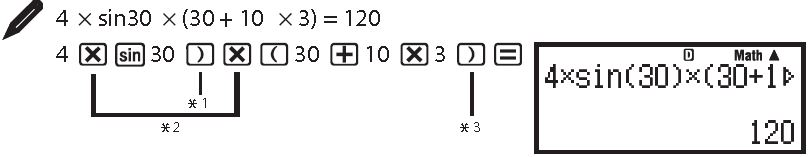 4 × sin30 × (30 + 10 × 3) = 120
4 × sin 30 ) × ( 30 + 10 × 3 ) =
*1
*2
*3
D Math ▲
4×sin(30)×(30+1▷
120